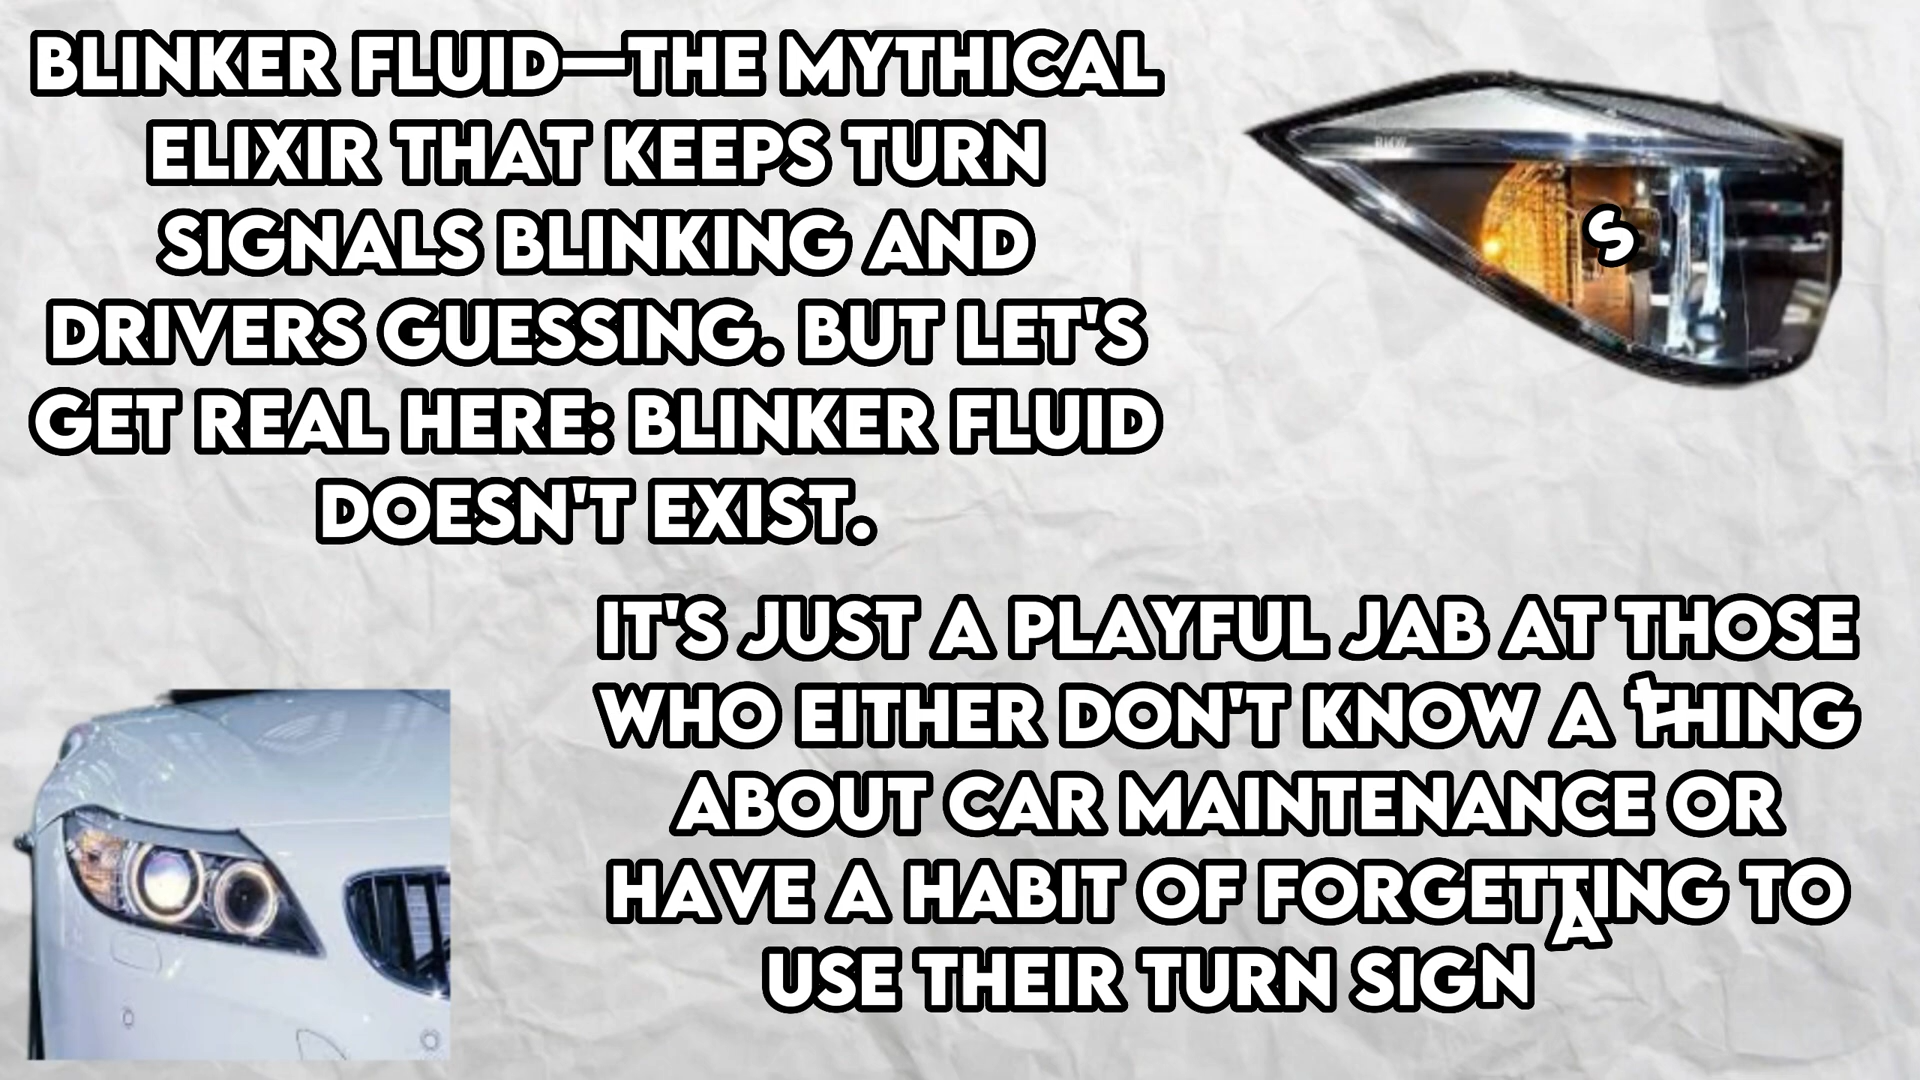 BLINKER FLUID—THE MYTHICAL
ELIXIR THAT KEEPS TURN
SIGNALS BLINKING AND
DRIVERS GUESSING. BUT LET'S
GET REAL HERE: BLINKER FLUID
DOESN'T EXIST.
S
IT'S JUST A PLAYFUL JAB AT THOSE
WHO EITHER DON'T KNOW A THING
ABOUT CAR MAINTENANCE OR
HAVE A HABIT OF FORGETTING TO
USE THEIR TURN SIGN
A